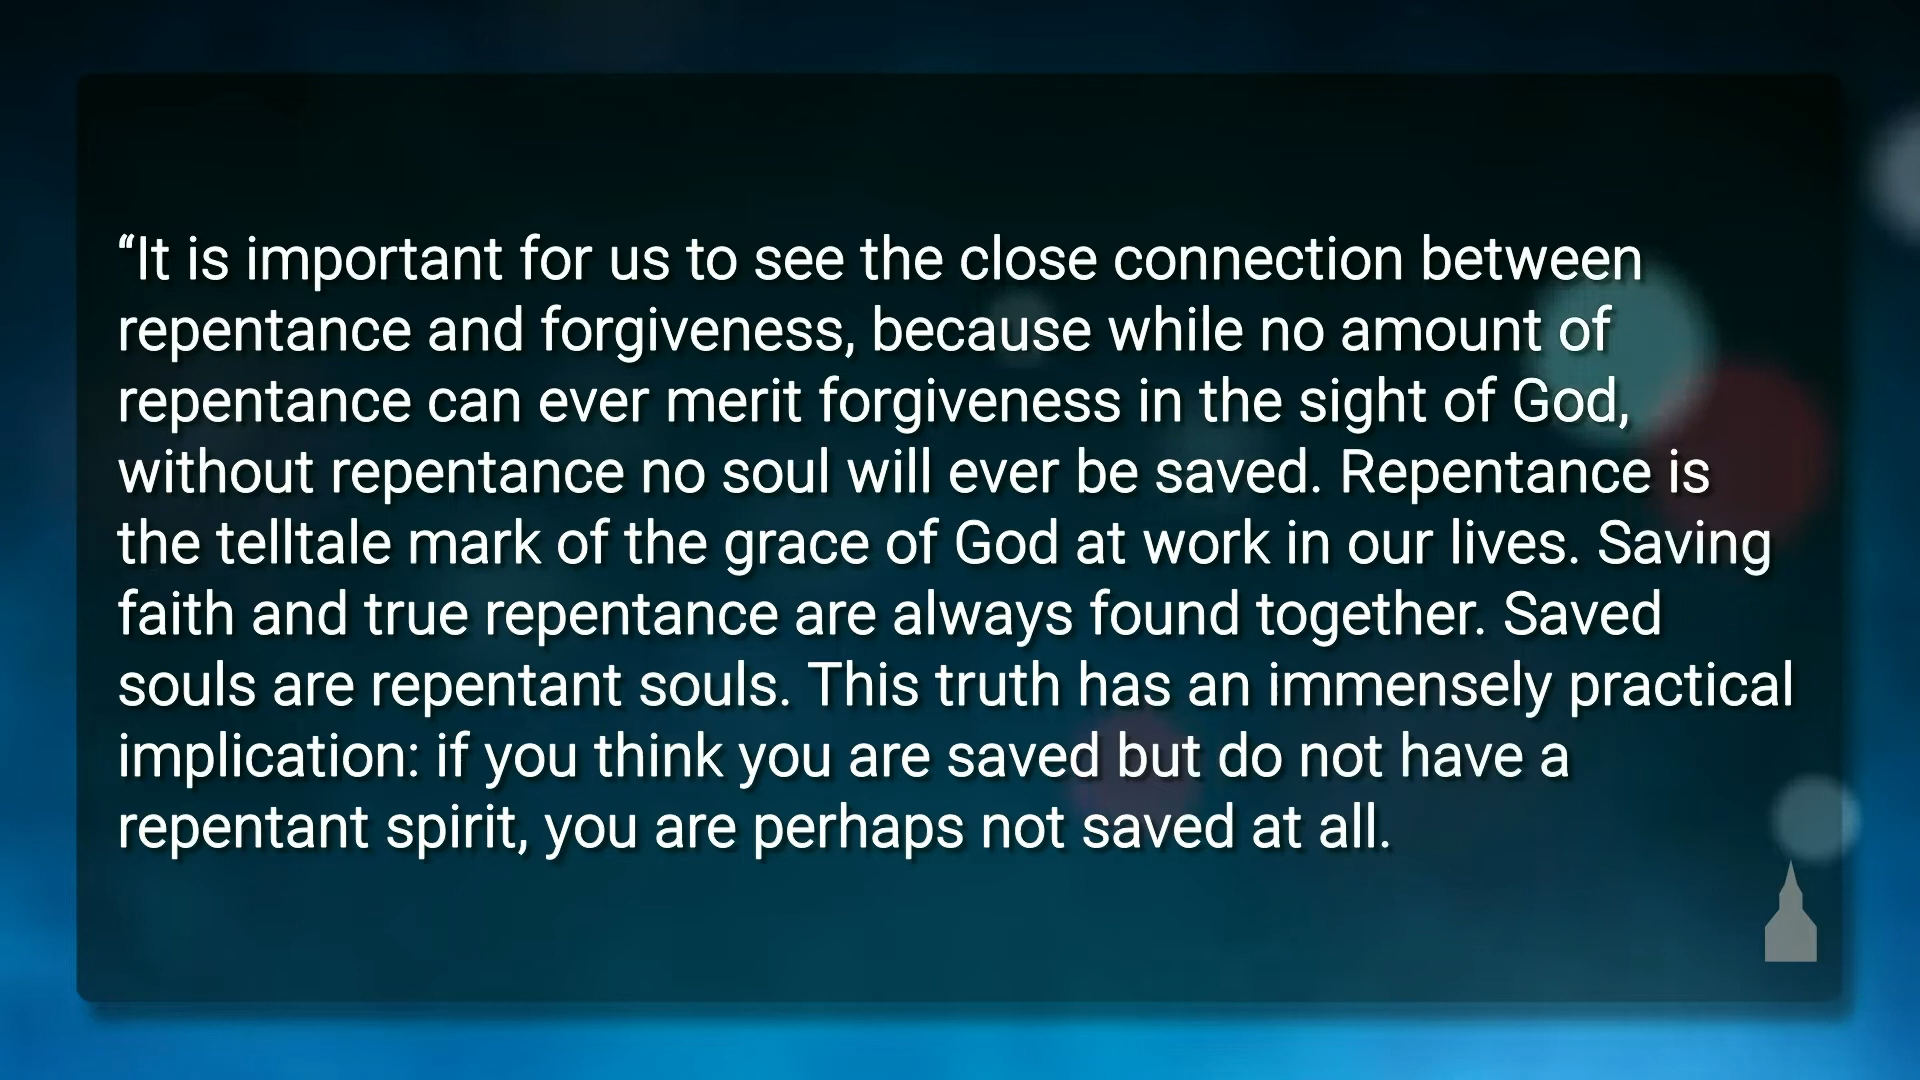 “It is important for us to see the close connection between
repentance and forgiveness, because while no amount of
repentance can ever merit forgiveness in the sight of God,
without repentance no soul will ever be saved. Repentance is
the telltale mark of the grace of God at work in our lives. Saving
faith and true repentance are always found together. Saved
souls are repentant souls. This truth has an immensely practical
implication: if you think you are saved but do not have a
repentant spirit, you are perhaps not saved at all.